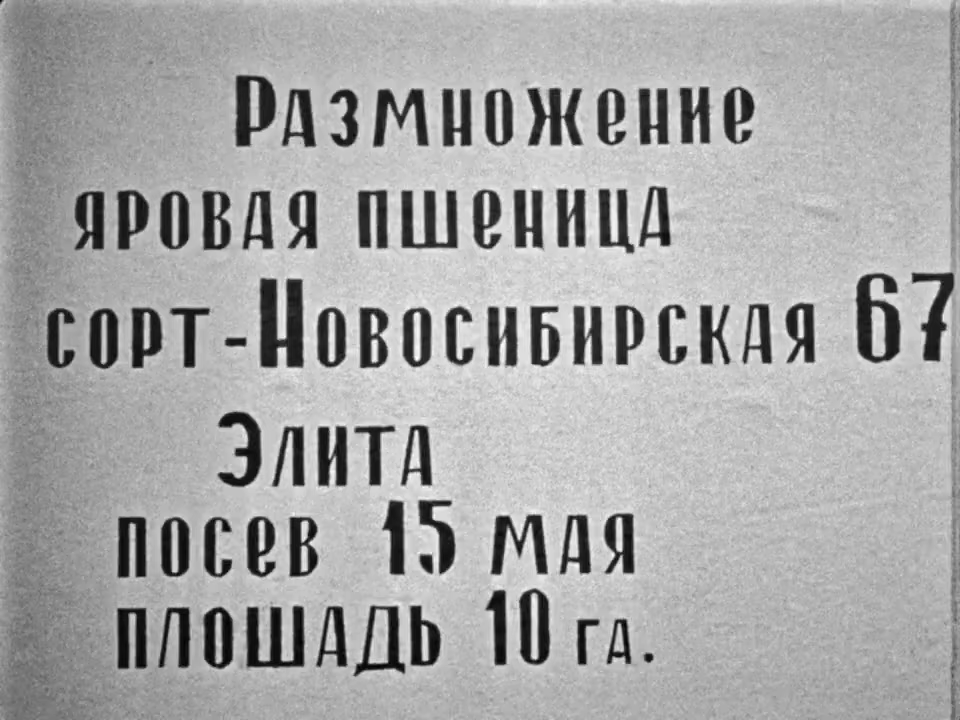 Размножение
яровая пшеница
сорт-Новосибирская 67
Элита
посев 15 мая
площадь 10 га.